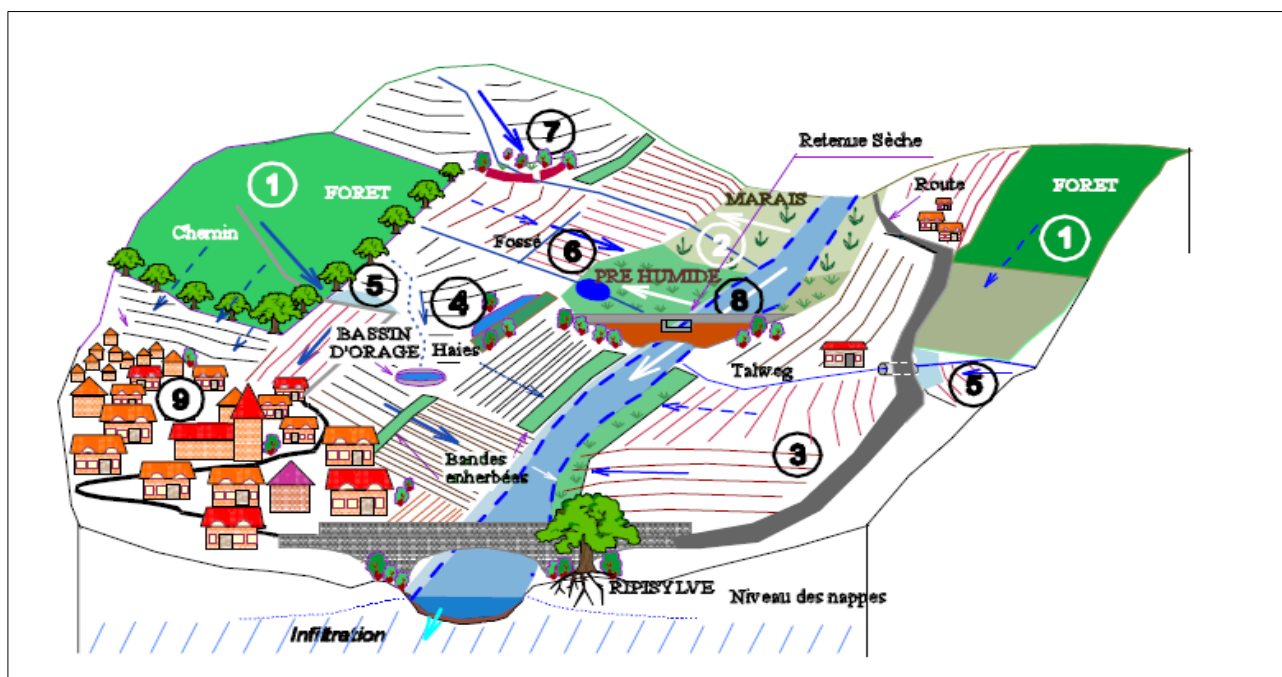 7
Retenue Sèche
1
FORET
Route
FORET
MARAIS
1
Chemin
2
Fossé
6
PRE HUMIDE
5
4
8
BASSIN
D'ORAGE
Haies
Talweg
5
9
3
Bandes
enherbées
RIPISYLVE
Niveau des nappes
Infiltration